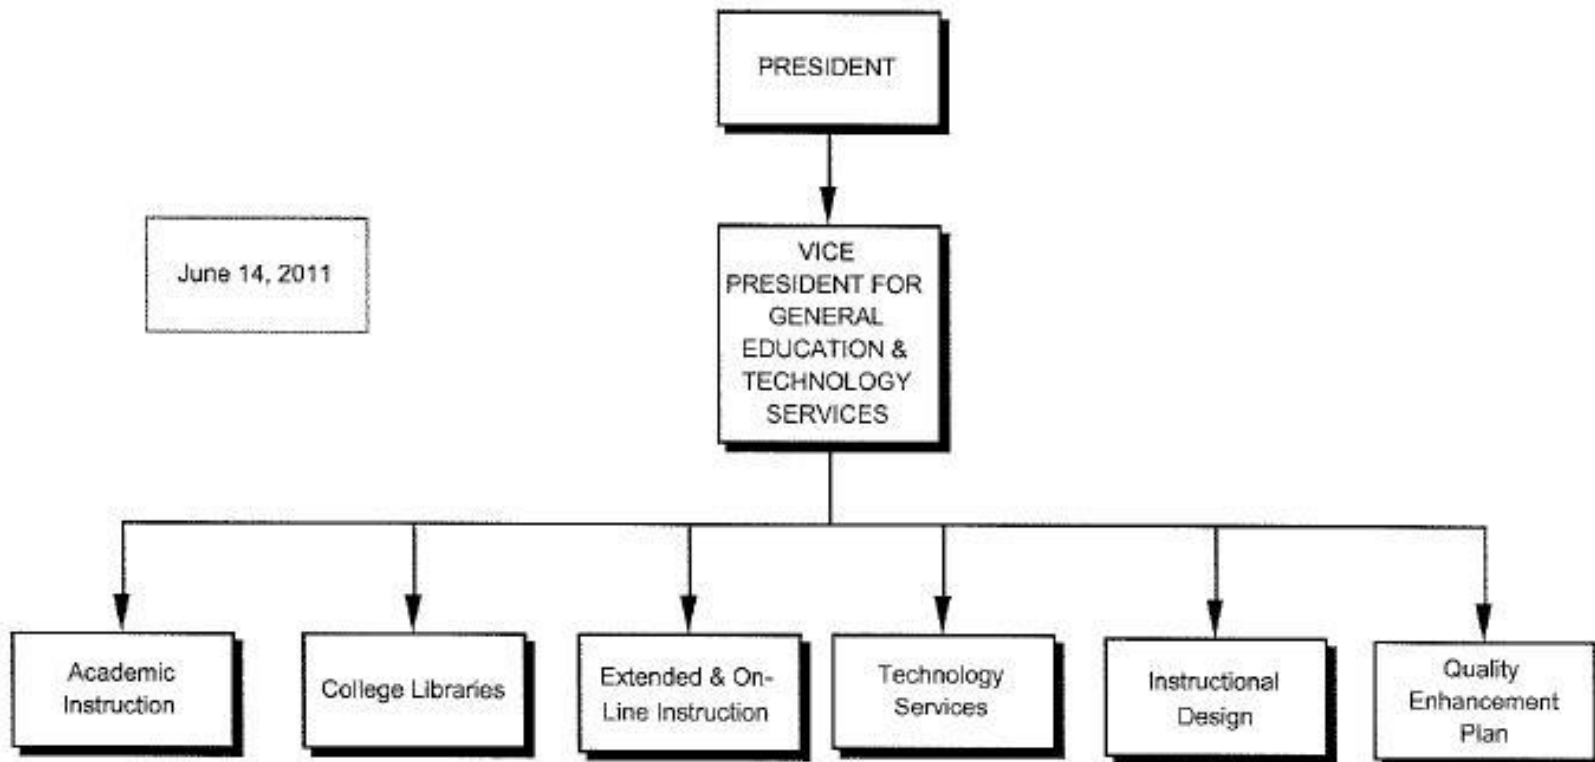 PRESIDENT
June 14, 2011
VICE
PRESIDENT FOR
GENERAL
EDUCATION &
TECHNOLOGY
SERVICES
Academic
Instruction
College Libraries
Extended & On-
Line Instruction
Technology
Services
Instructional
Design
Quality
Enhancement
Plan